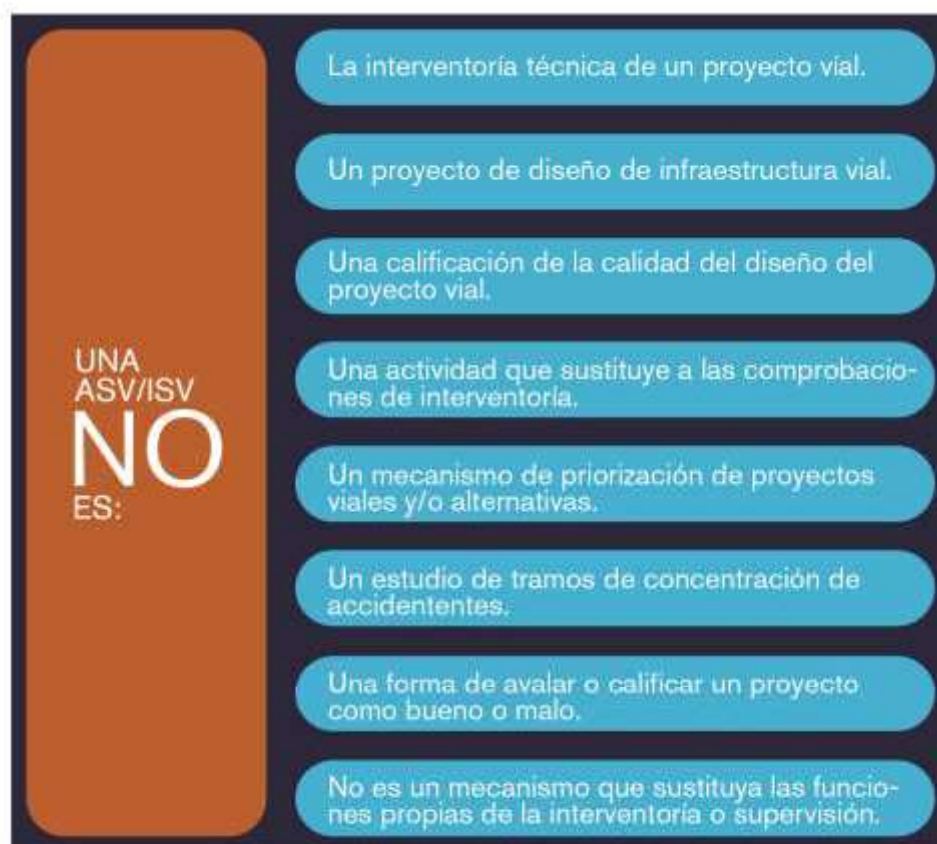 UNA
ASV/ISV
NO
ES:
La interventoría técnica de un proyecto vial.
Un proyecto de diseño de infraestructura vial.
Una calificación de la calidad del diseño del
proyecto vial.
Una actividad que sustituye a las comprobacio-
nes de interventoría.
Un mecanismo de priorización de proyectos
viales y/o alternativas.
Un estudio de tramos de concentración de
accidententes.
Una forma de avalar o calificar un proyecto
como bueno o malo.
No es un mecanismo que sustituya las funcio-
nes propias de la interventoría o supervisión.